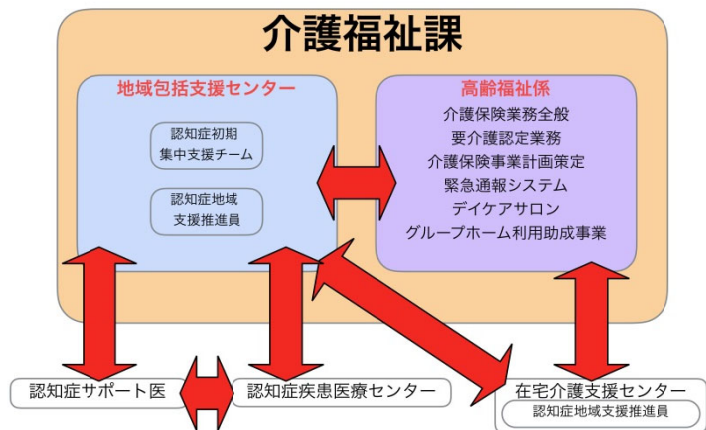 介護福祉課
地域包括支援センター
認知症初期
集中支援チーム
認知症地域
支援推進員
高齢福祉係
介護保険業務全般
要介護認定業務
介護保険事業計画策定
緊急通報システム
デイケアサロン
グループホーム利用助成事業
認知症サポート医
認知症疾患医療センター
在宅介護支援センター
認知症地域支援推進員